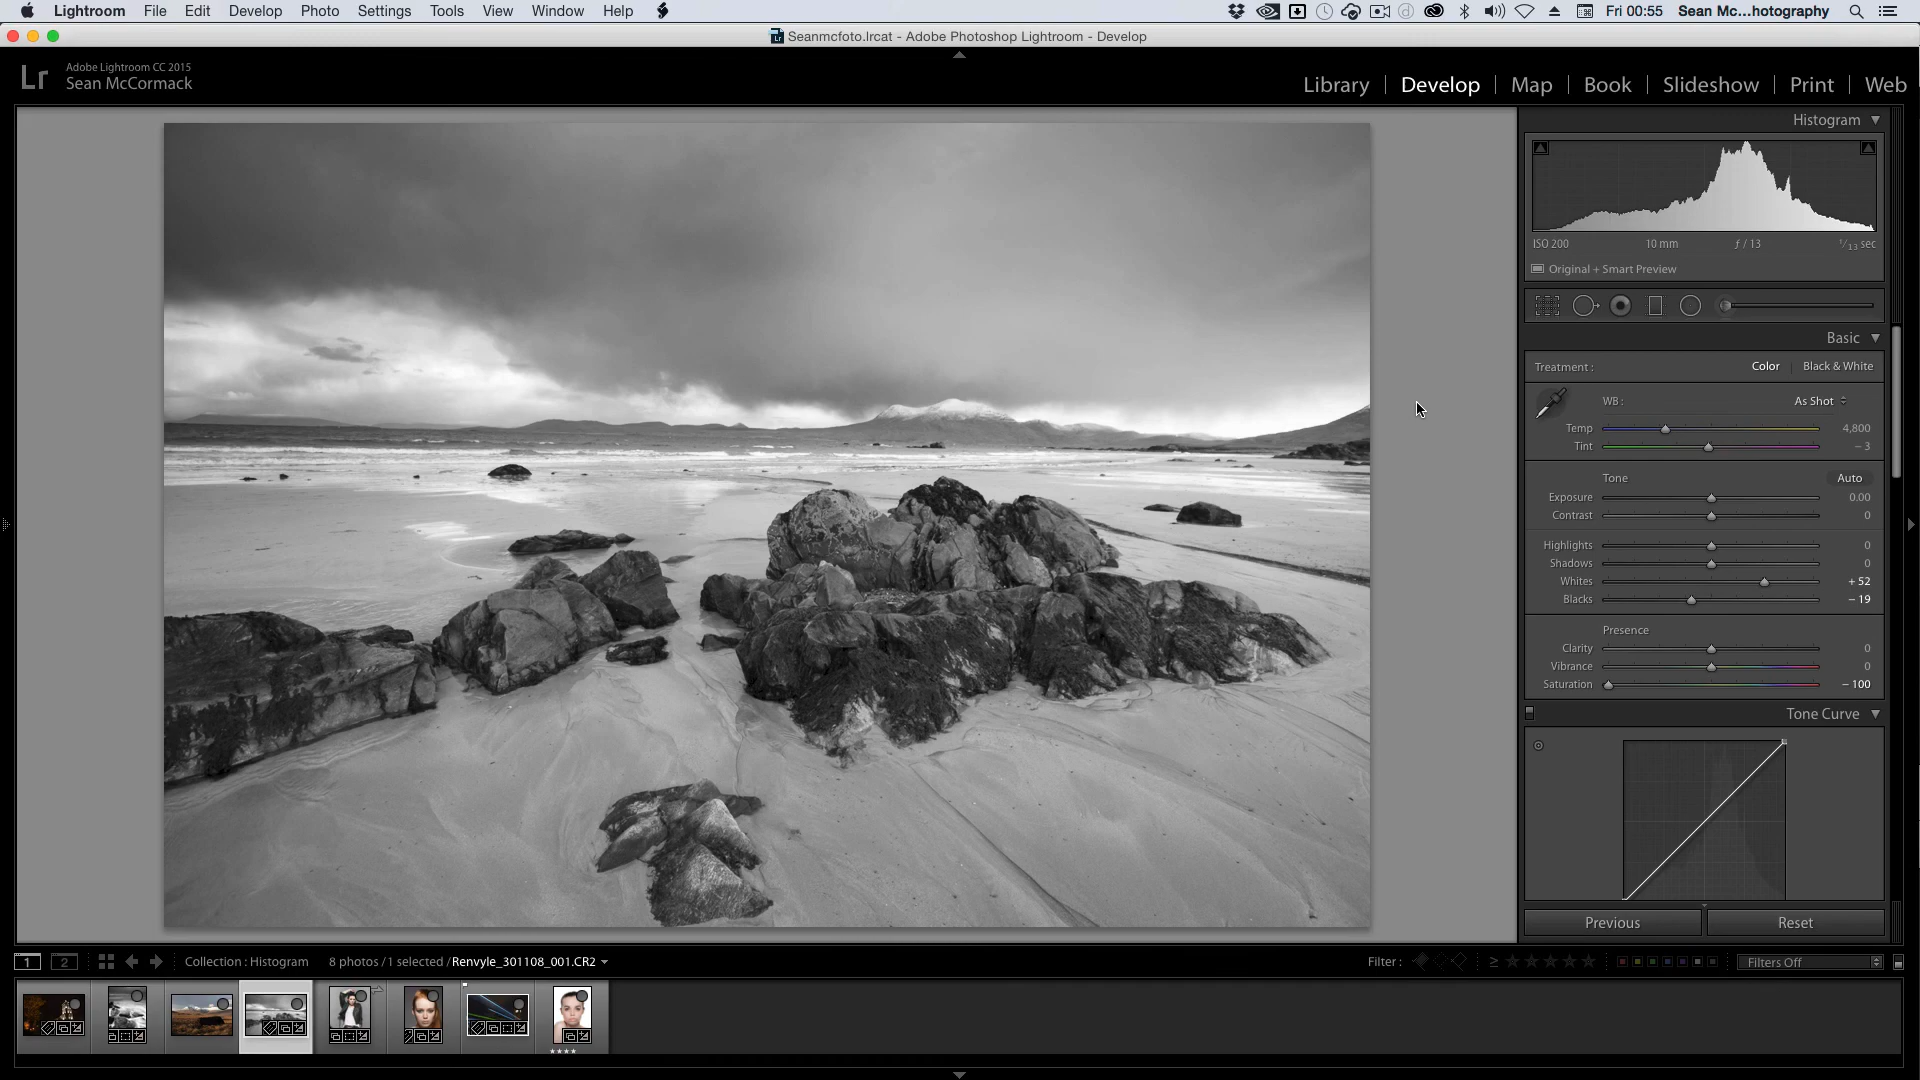 Lightroom File Edit Develop Photo Settings Tools View Window Help Fri 00:55 Sean Mc...hotography
Seanmcfoto.lrcat - Adobe Photoshop Lightroom - Develop
Lr
Adobe Lightroom CC 2015
Sean McCormack
Library | Develop | Map | Book | Slideshow | Print | Web
Histogram
ISO 200 10 mm ƒ / 13 1/13 sec
Original + Smart Preview
Basic
Treatment : Color Black & White
WB : As Shot
Temp 4,800
Tint – 3
Tone Auto
Exposure 0.00
Contrast 0
Highlights 0
Shadows 0
Whites + 52
Blacks – 19
Presence
Clarity 0
Vibrance 0
Saturation – 100
Tone Curve
Previous Reset
1 2 Collection : Histogram 8 photos / 1 selected / Renvyle_301108_001.CR2 Filter : ≥ Filters Off